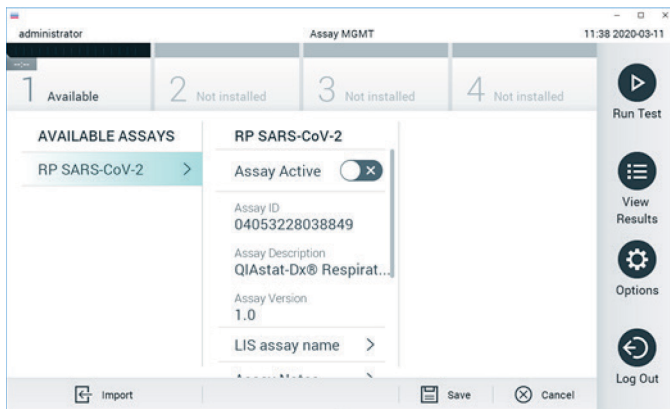 administrator
Assay MGMT
11:38 2020-03-11
1 Available
2 Not installed
3 Not installed
4 Not installed
Run Test
View
Results
Options
Log Out
AVAILABLE ASSAYS
RP SARS-CoV-2
RP SARS-CoV-2
Assay Active
Assay ID
04053228038849
Assay Description
QIAstat-Dx® Respirat...
Assay Version
1.0
LIS assay name
Import
Save
Cancel